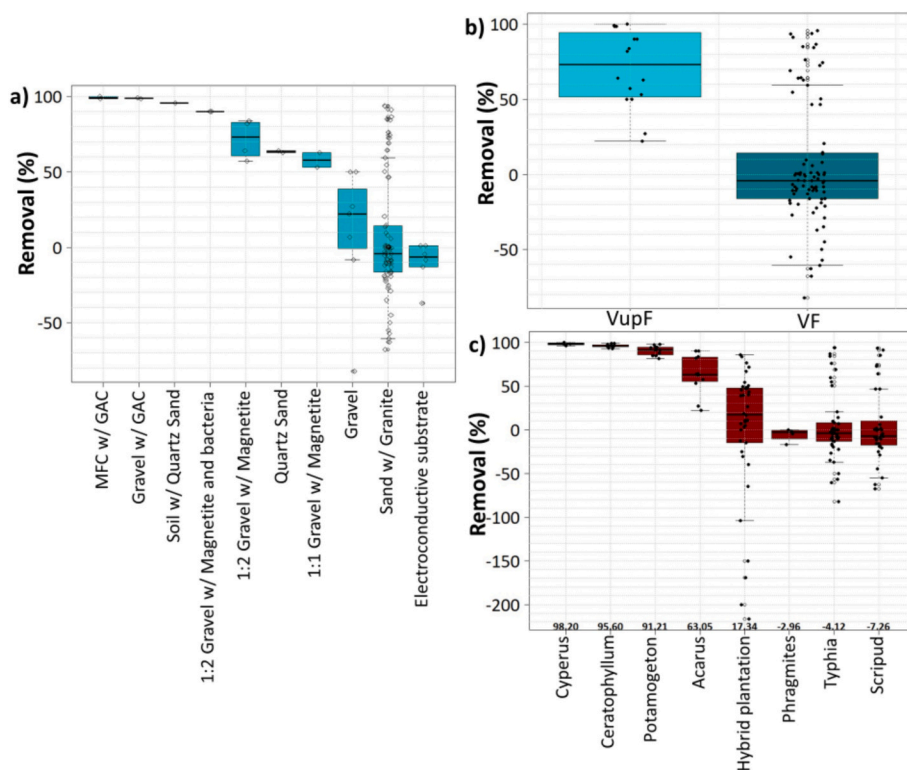 a)
Removal (%)
100
50
0
-50
MFC w/ GAC
Gravel w/ GAC
Soil w/ Quartz Sand
1:2 Gravel w/ Magnetite and bacteria
1:2 Gravel w/ Magnetite
Quartz Sand
1:1 Gravel w/ Magnetite
Gravel
Sand w/ Granite
Electroconductive substrate
b)
Removal (%)
100
50
0
-50
VupF
VF
c)
Removal (%)
100
50
0
-50
-100
-150
-200
98,20
95,60
91,21
63,05
17,34
-2,96
-4,12
-7,26
Cyperus
Ceratophyllum
Potamogeton
Acarus
Hybrid plantation
Phragmites
Typhia
Scripud